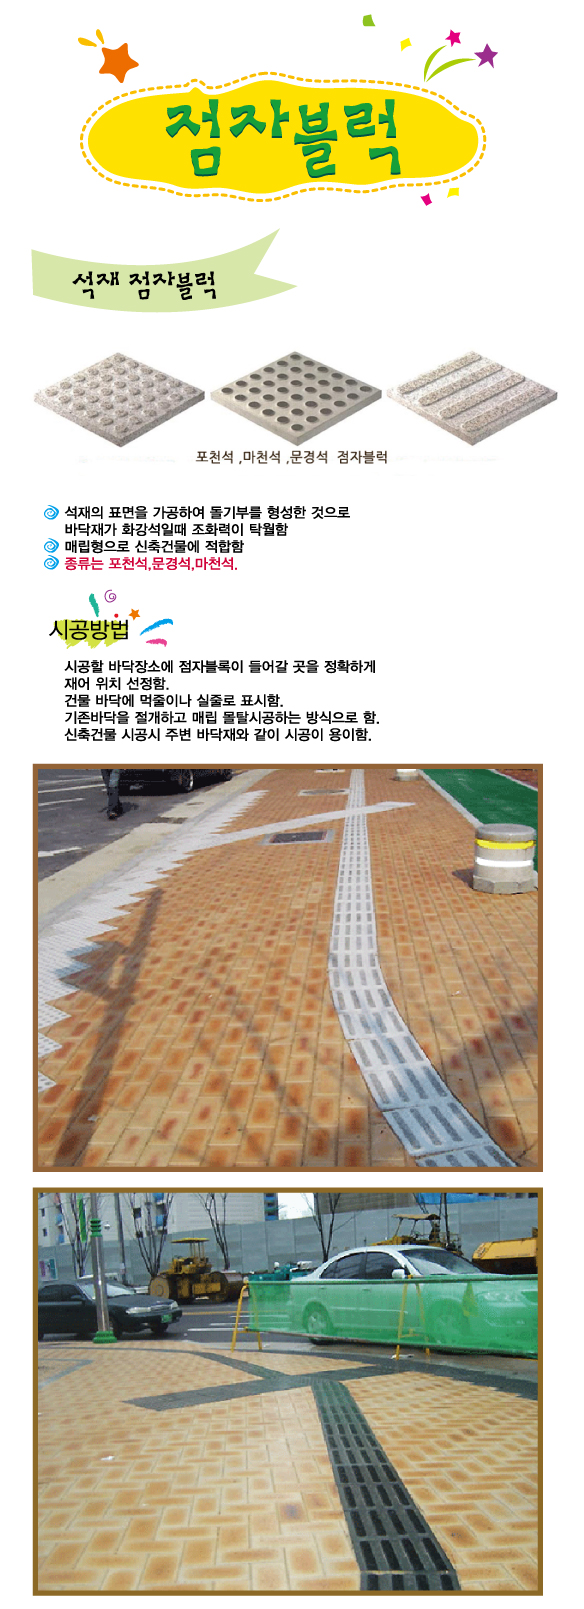 점자블럭
석재 점자블럭
포천석 ,마천석 ,문경석 점자블럭
석재의 표면을 가공하여 돌기부를 형성한 것으로
바닥재가 화강석일때 조화력이 탁월함
매립형으로 신축건물에 적합함
종류는 포천석,문경석,마천석.
시공방법
시공할 바닥장소에 점자블록이 들어갈 곳을 정확하게
재어 위치 선정함.
건물 바닥에 먹줄이나 실줄로 표시함.
기존바닥을 절개하고 매립 몰탈시공하는 방식으로 함.
신축건물 시공시 주변 바닥재와 같이 시공이 용이함.